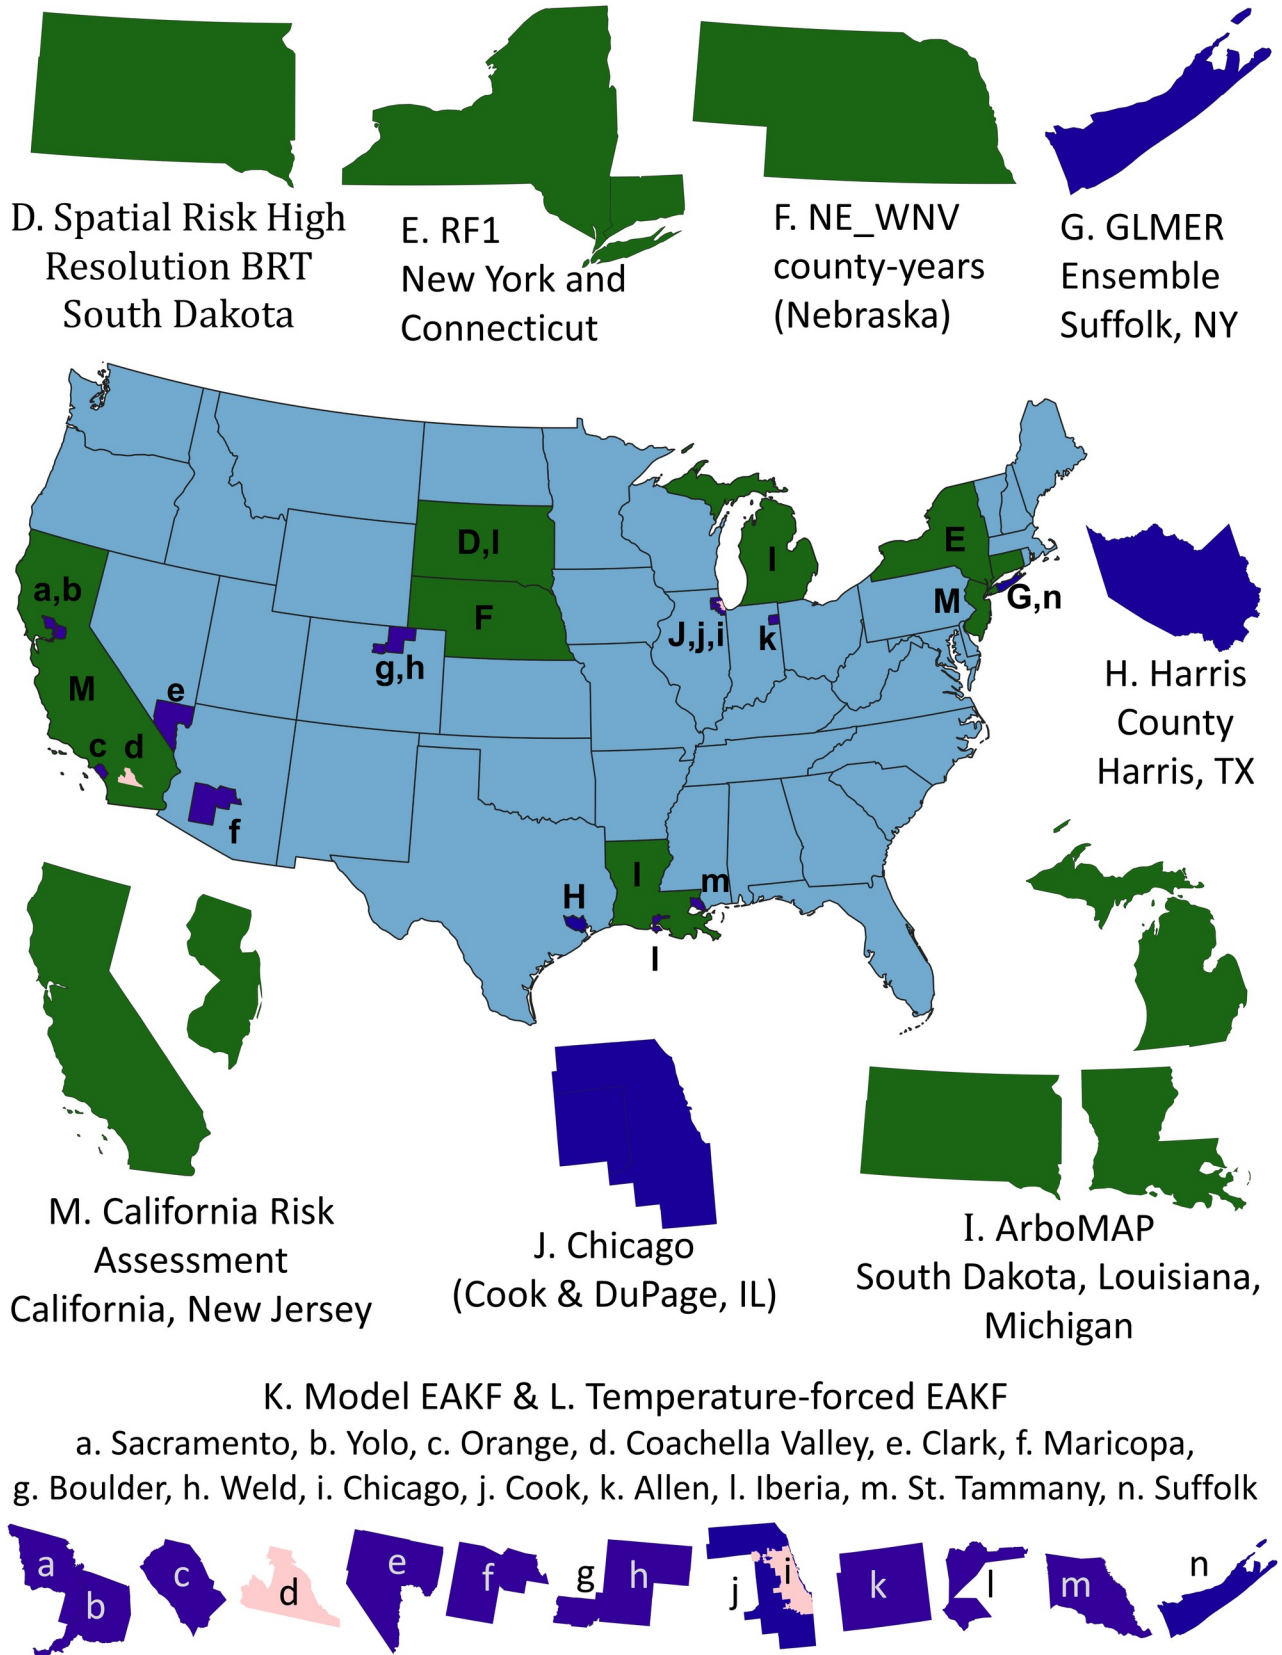 D. Spatial Risk High
Resolution BRT
South Dakota
E. RF1
New York and
Connecticut
F. NE_WNV
county-years
(Nebraska)
G. GLMER
Ensemble
Suffolk, NY
D,I
I
E
a,b
F
M
G,n
J,j,i
k
g,h
M
e
c
d
f
I
m
H
l
H. Harris
County
Harris, TX
M. California Risk
Assessment
California, New Jersey
J. Chicago
(Cook & DuPage, IL)
I. ArboMAP
South Dakota, Louisiana,
Michigan
K. Model EAKF & L. Temperature-forced EAKF
a. Sacramento, b. Yolo, c. Orange, d. Coachella Valley, e. Clark, f. Maricopa,
g. Boulder, h. Weld, i. Chicago, j. Cook, k. Allen, l. Iberia, m. St. Tammany, n. Suffolk
a
b
c
d
e
f
g
h
j
i
k
l
m
n